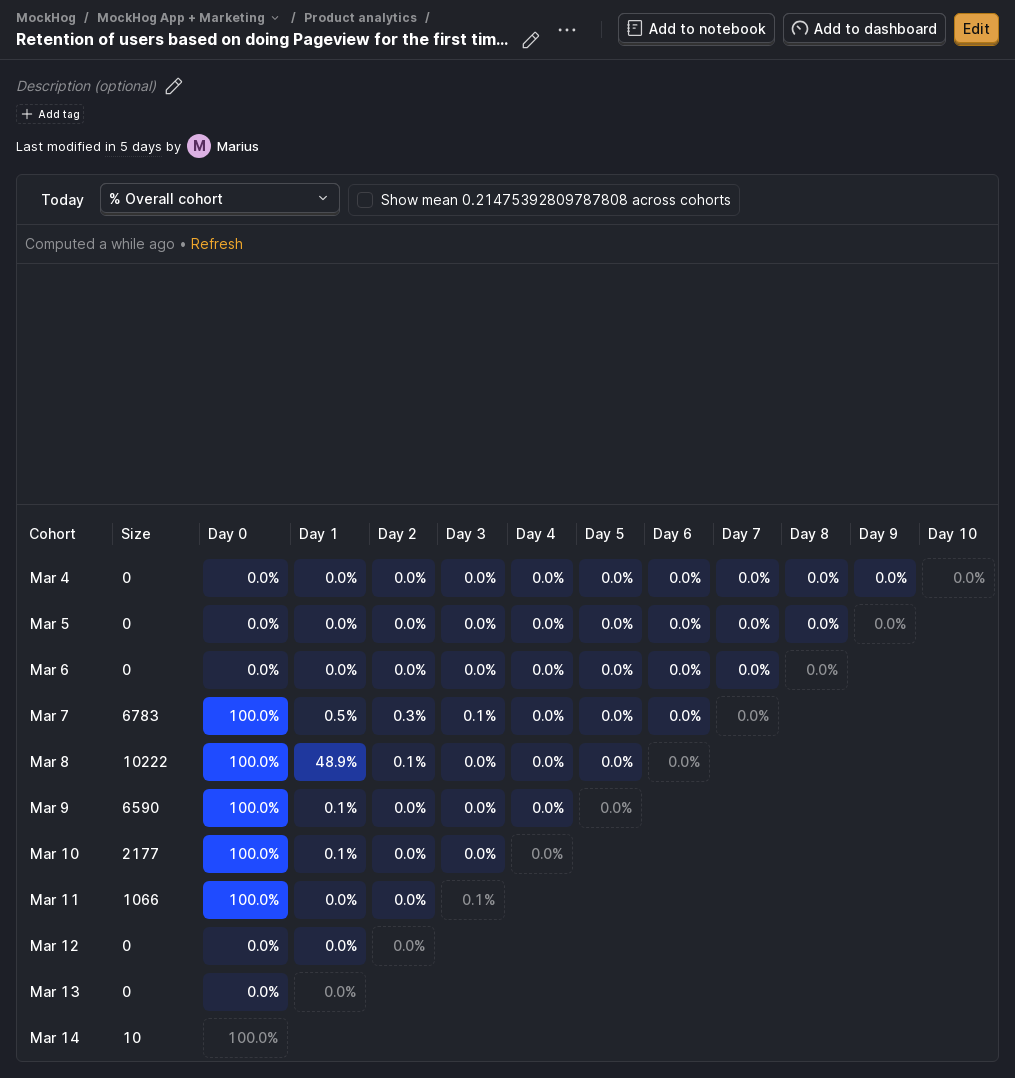 MockHog / MockHog App + Marketing / Product analytics /
Retention of users based on doing Pageview for the first tim...
Add to notebook
Add to dashboard
Edit
Description (optional)
Add tag
Last modified in 5 days by M Marius
Today % Overall cohort Show mean 0.21475392809787808 across cohorts
Computed a while ago • Refresh
Cohort Size Day 0 Day 1 Day 2 Day 3 Day 4 Day 5 Day 6 Day 7 Day 8 Day 9 Day 10
Mar 4 0 0.0% 0.0% 0.0% 0.0% 0.0% 0.0% 0.0% 0.0% 0.0% 0.0% 0.0%
Mar 5 0 0.0% 0.0% 0.0% 0.0% 0.0% 0.0% 0.0% 0.0% 0.0% 0.0%
Mar 6 0 0.0% 0.0% 0.0% 0.0% 0.0% 0.0% 0.0% 0.0% 0.0%
Mar 7 6783 100.0% 0.5% 0.3% 0.1% 0.0% 0.0% 0.0% 0.0%
Mar 8 10222 100.0% 48.9% 0.1% 0.0% 0.0% 0.0% 0.0%
Mar 9 6590 100.0% 0.1% 0.0% 0.0% 0.0% 0.0%
Mar 10 2177 100.0% 0.1% 0.0% 0.0% 0.0%
Mar 11 1066 100.0% 0.0% 0.0% 0.1%
Mar 12 0 0.0% 0.0% 0.0%
Mar 13 0 0.0% 0.0%
Mar 14 10 100.0%